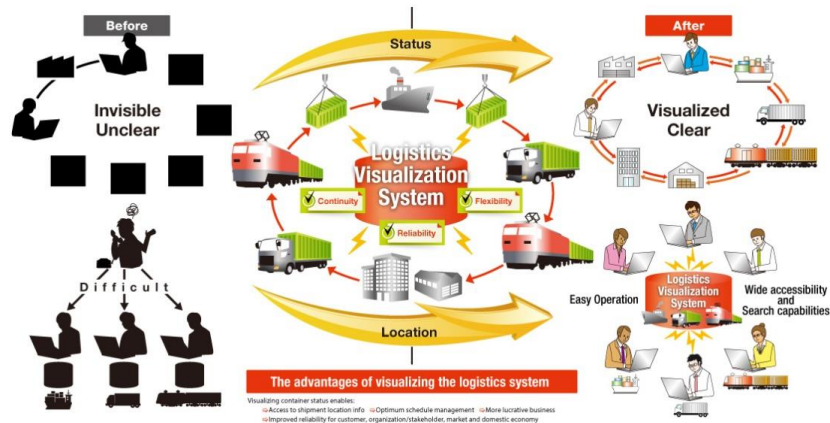 Before
Invisible
Unclear
Difficult
Status
Logistics
Visualization
System
Continuity
Flexibility
Reliability
Location
The advantages of visualizing the logistics system
Visualizing container status enables:
⇨Access to shipment location info ⇨Optimum schedule management ⇨More lucrative business
⇨Improved reliability for customer, organization/stakeholder, market and domestic economy
After
Visualized
Clear
Easy Operation
Logistics
Visualization
System
Wide accessibility
and
Search capabilities